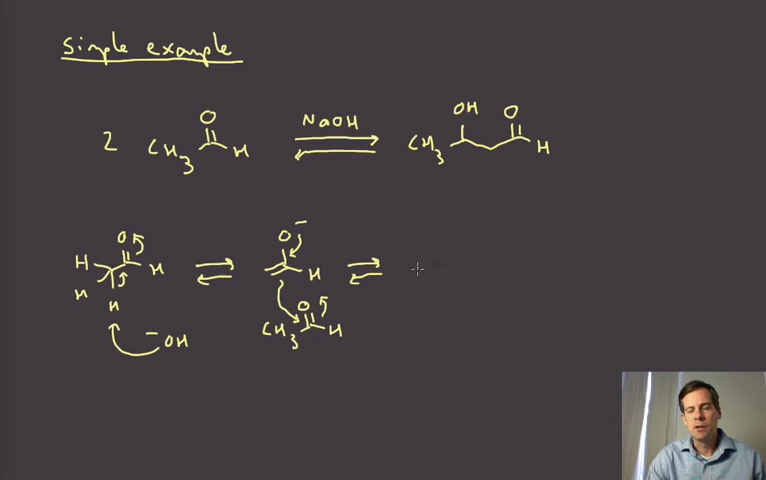 Simple example
2 CH3 O H NaOH CH3 OH O H
H H H O H O− H
CH3 O H
−OH